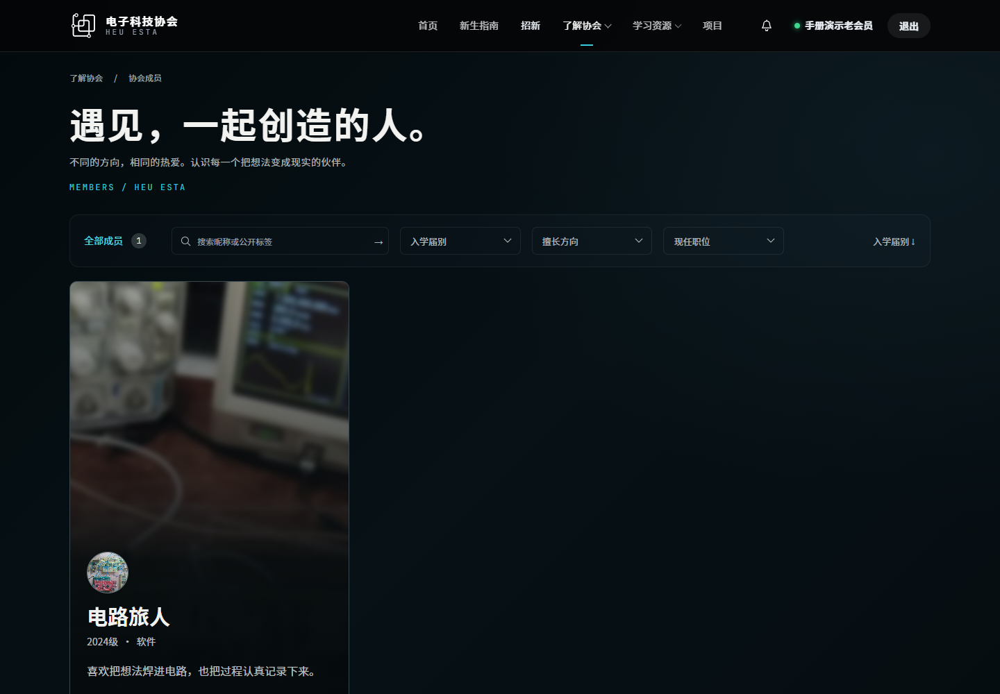 电子科技协会
HEU ESTA
首页
新生指南
招新
了解协会
学习资源
项目
手册演示老会员
退出
了解协会 / 协会成员
遇见，一起创造的人。
不同的方向，相同的热爱。认识每一个把想法变成现实的伙伴。
MEMBERS / HEU ESTA
全部成员 1
搜索昵称或公开标签 →
入学届别
擅长方向
现任职位
入学届别 ↓
电路旅人
2024级 · 软件
喜欢把想法焊进电路，也把过程认真记录下来。